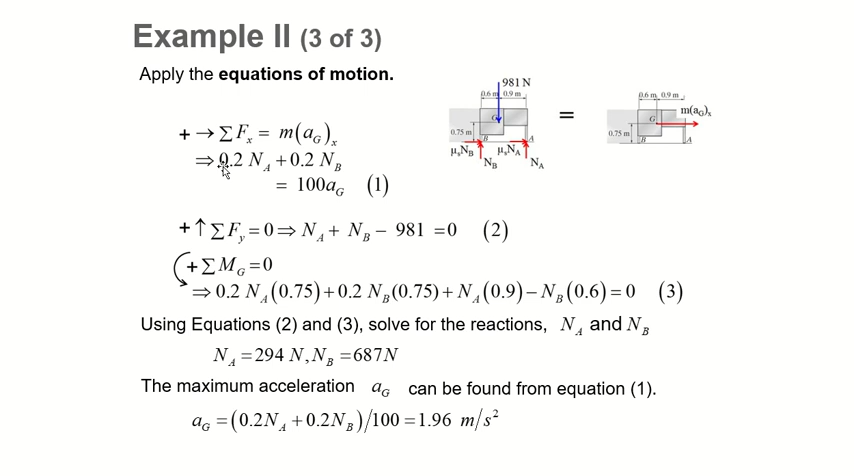 Example II (3 of 3)
Apply the equations of motion.
981 N
0.6 m 0.9 m
G
0.75 m
B A
μₛN_B μₛN_A
N_B N_A
=
0.6 m 0.9 m
m(a_G)ₓ
G
0.75 m
B A
+ → ∑Fₓ = m(a_G)ₓ
⇒ 0.2 N_A + 0.2 N_B
= 100a_G (1)
+ ↑ ∑F_y = 0 ⇒ N_A + N_B − 981 = 0 (2)
+ ∑M_G = 0
⇒ 0.2 N_A(0.75) + 0.2 N_B(0.75) + N_A(0.9) − N_B(0.6) = 0 (3)
Using Equations (2) and (3), solve for the reactions, N_A and N_B
N_A = 294 N, N_B = 687N
The maximum acceleration a_G can be found from equation (1).
a_G = (0.2N_A + 0.2N_B)/100 = 1.96 m/s²